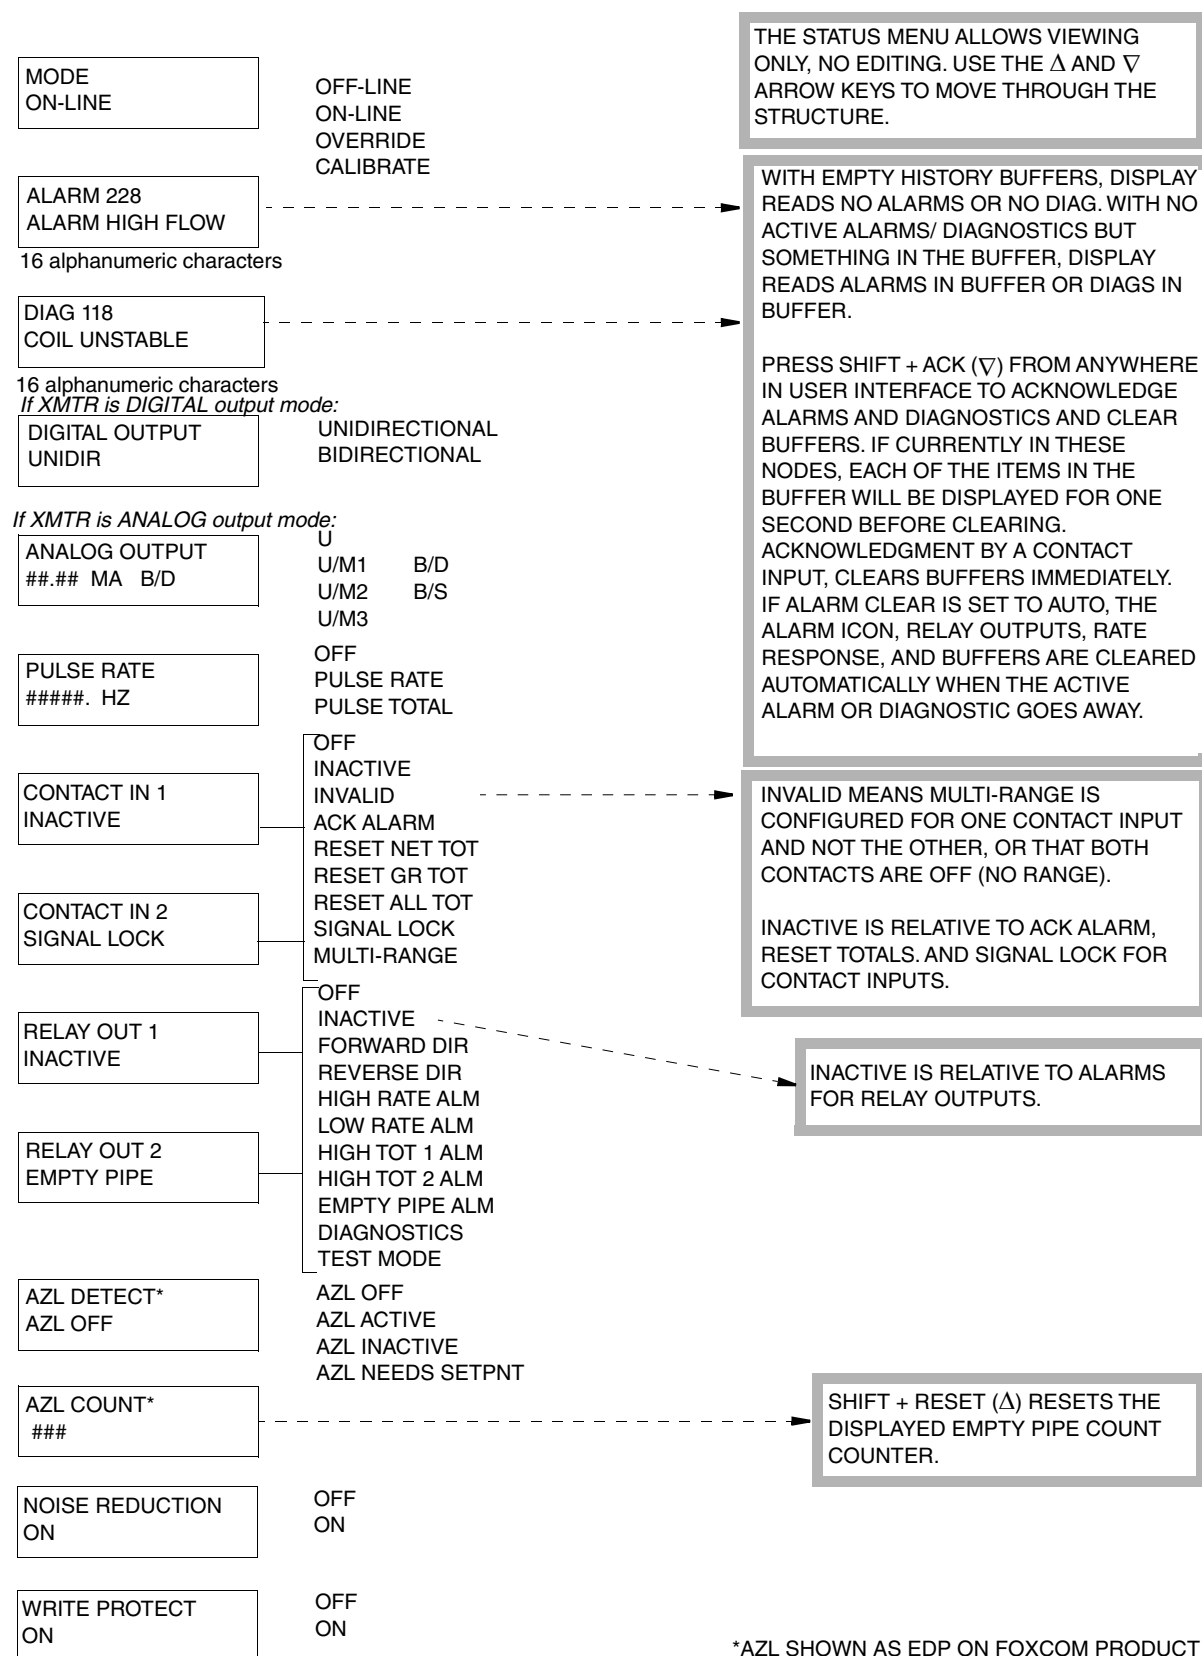 THE STATUS MENU ALLOWS VIEWING
ONLY, NO EDITING. USE THE Δ AND ∇
ARROW KEYS TO MOVE THROUGH THE
STRUCTURE.
MODE
ON-LINE
OFF-LINE
ON-LINE
OVERRIDE
CALIBRATE
ALARM 228
ALARM HIGH FLOW
16 alphanumeric characters
DIAG 118
COIL UNSTABLE
16 alphanumeric characters
WITH EMPTY HISTORY BUFFERS, DISPLAY
READS NO ALARMS OR NO DIAG. WITH NO
ACTIVE ALARMS/ DIAGNOSTICS BUT
SOMETHING IN THE BUFFER, DISPLAY
READS ALARMS IN BUFFER OR DIAGS IN
BUFFER.
PRESS SHIFT + ACK (∇) FROM ANYWHERE
IN USER INTERFACE TO ACKNOWLEDGE
ALARMS AND DIAGNOSTICS AND CLEAR
BUFFERS. IF CURRENTLY IN THESE
NODES, EACH OF THE ITEMS IN THE
BUFFER WILL BE DISPLAYED FOR ONE
SECOND BEFORE CLEARING.
ACKNOWLEDGMENT BY A CONTACT
INPUT, CLEARS BUFFERS IMMEDIATELY.
IF ALARM CLEAR IS SET TO AUTO, THE
ALARM ICON, RELAY OUTPUTS, RATE
RESPONSE, AND BUFFERS ARE CLEARED
AUTOMATICALLY WHEN THE ACTIVE
ALARM OR DIAGNOSTIC GOES AWAY.
If XMTR is DIGITAL output mode:
DIGITAL OUTPUT
UNIDIR
UNIDIRECTIONAL
BIDIRECTIONAL
If XMTR is ANALOG output mode:
ANALOG OUTPUT
##.## MA B/D
U
U/M1 B/D
U/M2 B/S
U/M3
PULSE RATE
#####. HZ
OFF
PULSE RATE
PULSE TOTAL
CONTACT IN 1
INACTIVE
CONTACT IN 2
SIGNAL LOCK
OFF
INACTIVE
INVALID
ACK ALARM
RESET NET TOT
RESET GR TOT
RESET ALL TOT
SIGNAL LOCK
MULTI-RANGE
INVALID MEANS MULTI-RANGE IS
CONFIGURED FOR ONE CONTACT INPUT
AND NOT THE OTHER, OR THAT BOTH
CONTACTS ARE OFF (NO RANGE).
INACTIVE IS RELATIVE TO ACK ALARM,
RESET TOTALS. AND SIGNAL LOCK FOR
CONTACT INPUTS.
RELAY OUT 1
INACTIVE
RELAY OUT 2
EMPTY PIPE
OFF
INACTIVE
FORWARD DIR
REVERSE DIR
HIGH RATE ALM
LOW RATE ALM
HIGH TOT 1 ALM
HIGH TOT 2 ALM
EMPTY PIPE ALM
DIAGNOSTICS
TEST MODE
INACTIVE IS RELATIVE TO ALARMS
FOR RELAY OUTPUTS.
AZL DETECT*
AZL OFF
AZL OFF
AZL ACTIVE
AZL INACTIVE
AZL NEEDS SETPNT
AZL COUNT*
###
SHIFT + RESET (Δ) RESETS THE
DISPLAYED EMPTY PIPE COUNT
COUNTER.
NOISE REDUCTION
ON
OFF
ON
WRITE PROTECT
ON
OFF
ON
*AZL SHOWN AS EDP ON FOXCOM PRODUCT